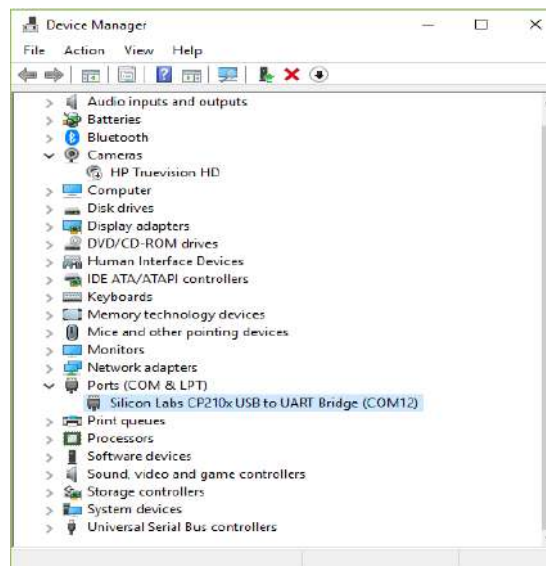 Device Manager
File Action View Help
Audio inputs and outputs
Batteries
Bluetooth
Cameras
HP Truevision HD
Computer
Disk drives
Display adapters
DVD/CD-ROM drives
Human Interface Devices
IDE ATA/ATAPI controllers
Keyboards
Memory technology devices
Mice and other pointing devices
Monitors
Network adapters
Ports (COM & LPT)
Silicon Labs CP210x USB to UART Bridge (COM12)
Print queues
Processors
Software devices
Sound, video and game controllers
Storage controllers
System devices
Universal Serial Bus controllers